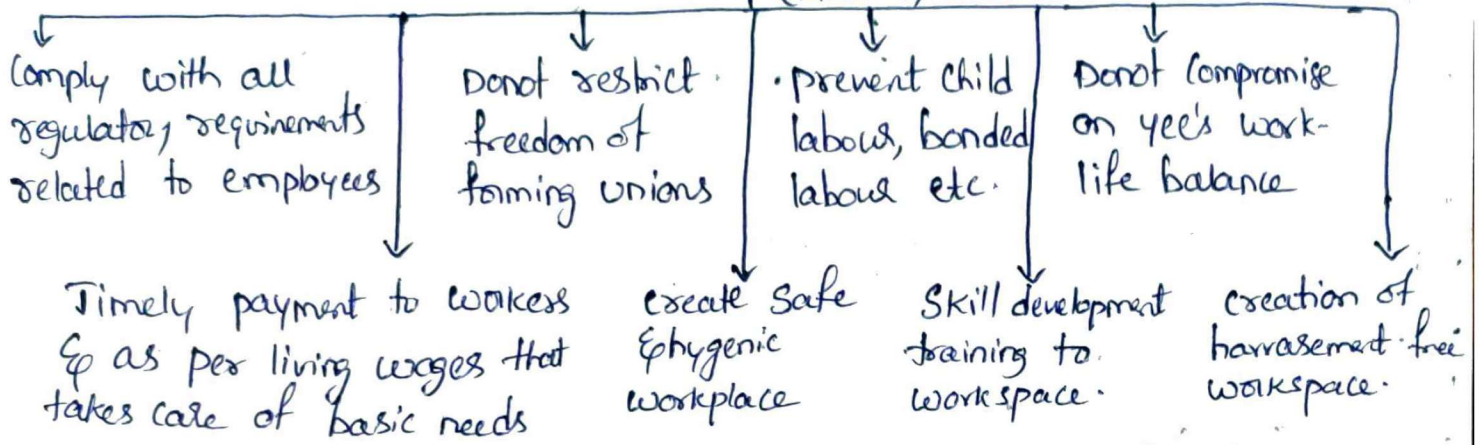 Comply with all
regulatory requirements
related to employees
Donot restrict
freedom of
forming unions
• prevent child
labour, bonded
labour etc.
Donot Compromise
on yee's work-
life balance
Timely payment to workers
& as per living wages that
takes care of basic needs
create safe
& hygenic
workplace
Skill development
training to
workspace.
creation of
harrasement-free
workspace.